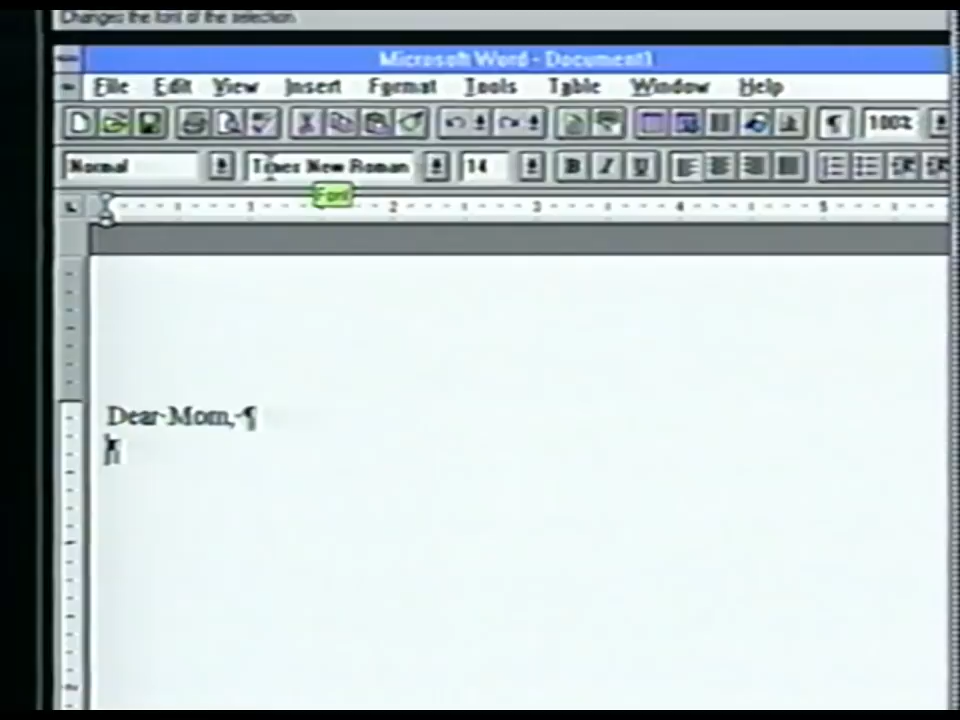 Changes the font of the selection
Microsoft Word - Document1
File Edit View Insert Format Tools Table Window Help
100%
Normal Times New Roman 14 B I U
Font
1 2 3 4 5
Dear Mom, ¶
¶